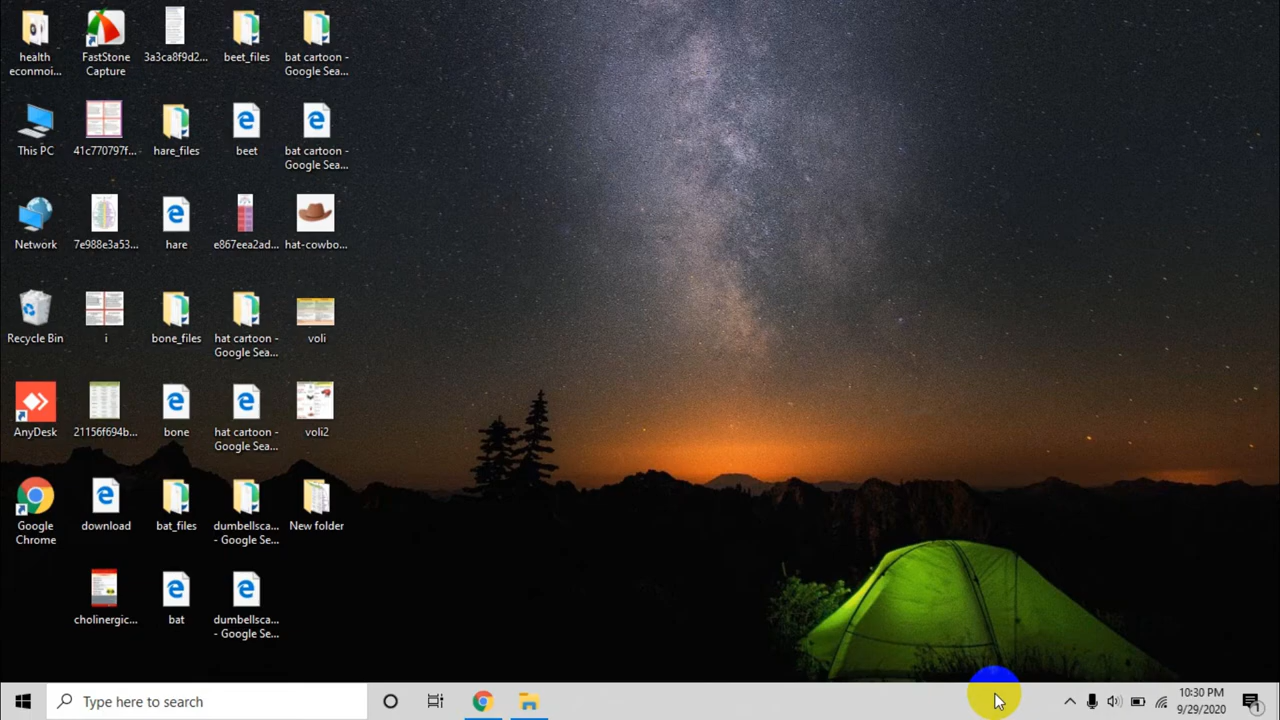 health
econmoi...
FastStone
Capture
3a3ca8f9d2...
beet_files
bat cartoon -
Google Sea...
This PC
41c770797f...
hare_files
beet
bat cartoon -
Google Sea...
Network
7e988e3a53...
hare
e867eea2ad...
hat-cowbo...
Recycle Bin
i
bone_files
hat cartoon -
Google Sea...
voli
AnyDesk
21156f694b...
bone
hat cartoon -
Google Sea...
voli2
Google
Chrome
download
bat_files
dumbellsca...
- Google Se...
New folder
cholinergic...
bat
dumbellsca...
- Google Se...
Type here to search
10:30 PM
9/29/2020
1